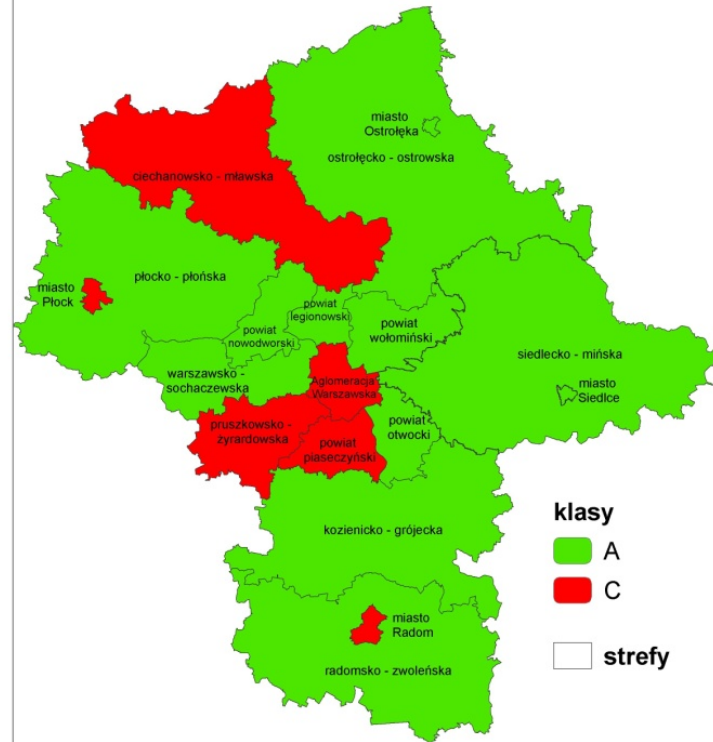 miasto
Ostrołęka
ostrołęcko - ostrowska
ciechanowsko - mławska
płocko - płońska
miasto
Płock
powiat
legionowski
powiat
nowodworski
powiat
wołomiński
siedlecko - mińska
miasto
Siedlce
warszawsko -
sochaczewska
Aglomeracja
Warszawska
pruszkowsko -
żyrardowska
powiat
piaseczyński
powiat
otwocki
kozienicko - grójecka
miasto
Radom
radomsko - zwoleńska
klasy
A
C
strefy